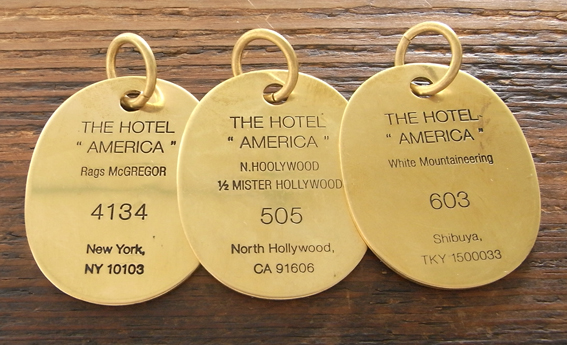 THE HOTEL
“ AMERICA ”
Rags McGREGOR
4134
New York,
NY 10103
THE HOTEL
“ AMERICA ”
N.HOOLYWOOD
½ MISTER HOLLYWOOD
505
North Hollywood,
CA 91606
THE HOTEL
“ AMERICA ”
White Mountaineering
603
Shibuya,
TKY 1500033